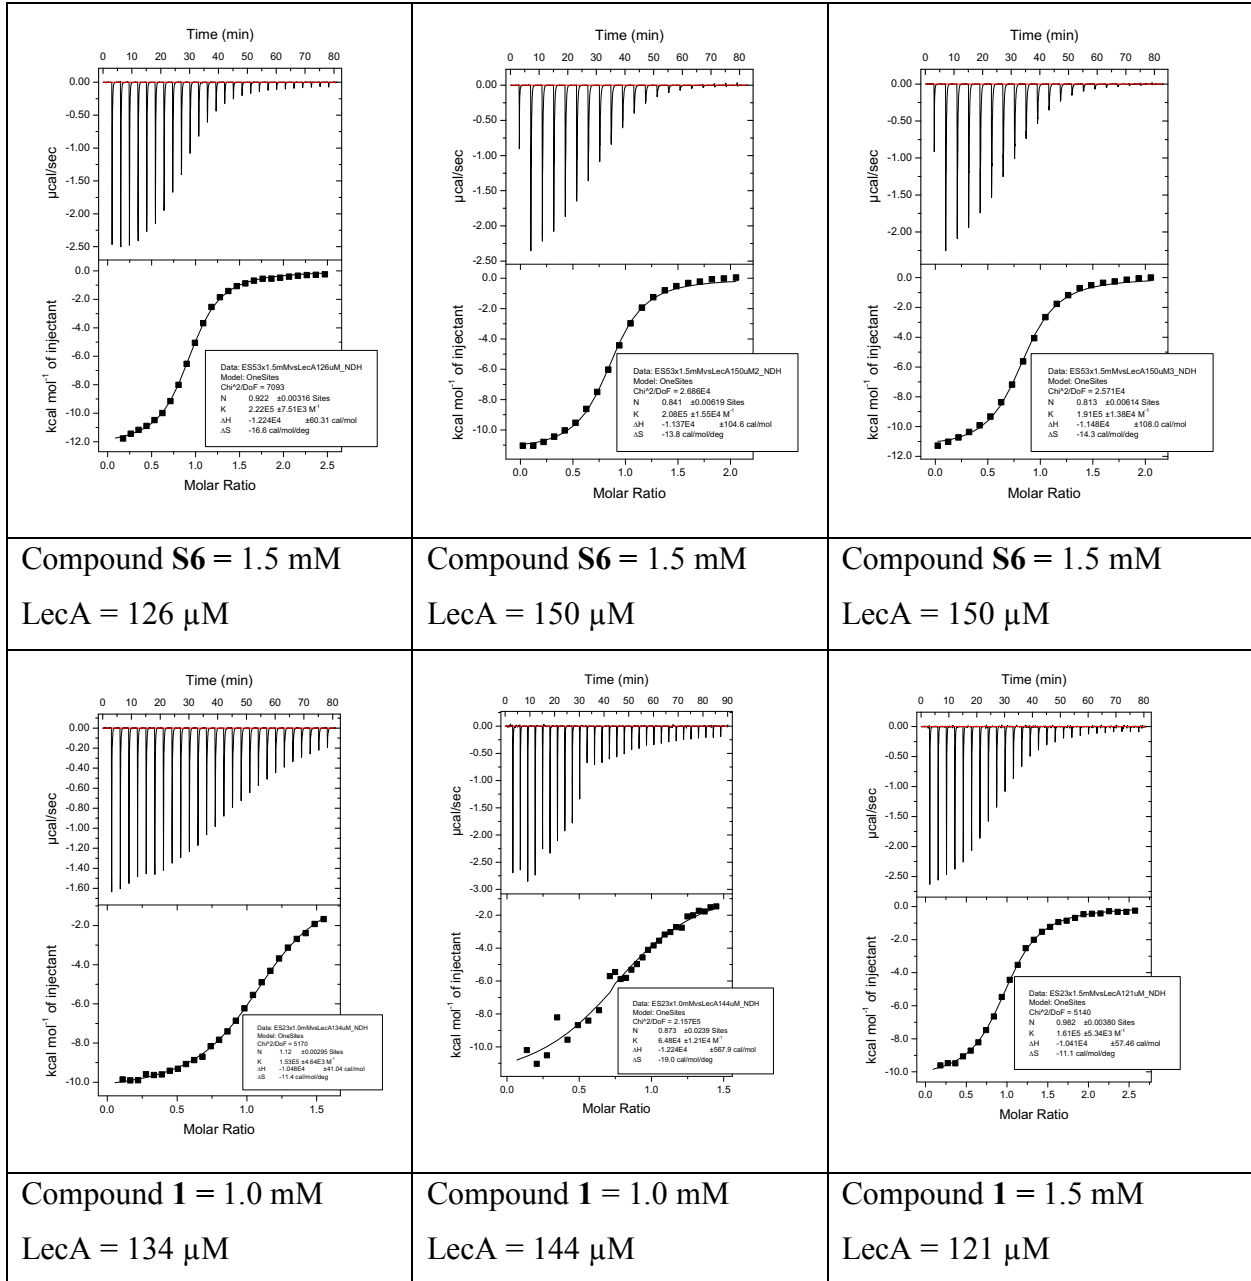 Time (min)
0 10 20 30 40 50 60 70 80
0.00
-0.50
-1.00
-1.50
-2.00
-2.50
µcal/sec
0.0
-2.0
-4.0
-6.0
-8.0
-10.0
-12.0
kcal mol⁻¹ of injectant
Data: ES53x1.5mMvsLecA126uM_NDH
Model: OneSites
Chi^2/DoF = 7093
N 0.922 ±0.00316 Sites
K 2.22E5 ±7.51E3 M⁻¹
ΔH -1.224E4 ±60.31 cal/mol
ΔS -16.6 cal/mol/deg
0.0 0.5 1.0 1.5 2.0 2.5
Molar Ratio
Compound S6 = 1.5 mM
LecA = 126 µM
Time (min)
0 10 20 30 40 50 60 70 80
0.00
-0.50
-1.00
-1.50
-2.00
-2.50
µcal/sec
0.0
-2.0
-4.0
-6.0
-8.0
-10.0
kcal mol⁻¹ of injectant
Data: ES53x1.5mMvsLecA150uM2_NDH
Model: OneSites
Chi^2/DoF = 2.686E4
N 0.841 ±0.00619 Sites
K 2.08E5 ±1.55E4 M⁻¹
ΔH -1.137E4 ±104.6 cal/mol
ΔS -13.8 cal/mol/deg
0.0 0.5 1.0 1.5 2.0
Molar Ratio
Compound S6 = 1.5 mM
LecA = 150 µM
Time (min)
0 10 20 30 40 50 60 70 80
0.00
-0.50
-1.00
-1.50
-2.00
µcal/sec
0.0
-2.0
-4.0
-6.0
-8.0
-10.0
-12.0
kcal mol⁻¹ of injectant
Data: ES53x1.5mMvsLecA150uM3_NDH
Model: OneSites
Chi^2/DoF = 2.571E4
N 0.813 ±0.00614 Sites
K 1.91E5 ±1.38E4 M⁻¹
ΔH -1.148E4 ±108.0 cal/mol
ΔS -14.3 cal/mol/deg
0.0 0.5 1.0 1.5 2.0
Molar Ratio
Compound S6 = 1.5 mM
LecA = 150 µM
Time (min)
0 10 20 30 40 50 60 70 80
0.00
-0.20
-0.40
-0.60
-0.80
-1.00
-1.20
-1.40
-1.60
µcal/sec
-2.0
-4.0
-6.0
-8.0
-10.0
kcal mol⁻¹ of injectant
Data: ES23x1.0mMvsLecA134uM_NDH
Model: OneSites
Chi^2/DoF = 5170
N 1.12 ±0.00295 Sites
K 1.53E5 ±4.64E3 M⁻¹
ΔH -1.048E4 ±41.04 cal/mol
ΔS -11.4 cal/mol/deg
0.0 0.5 1.0 1.5
Molar Ratio
Compound 1 = 1.0 mM
LecA = 134 µM
Time (min)
0 10 20 30 40 50 60 70 80 90
0.00
-0.50
-1.00
-1.50
-2.00
-2.50
-3.00
µcal/sec
-2.0
-4.0
-6.0
-8.0
-10.0
kcal mol⁻¹ of injectant
Data: ES23x1.0mMvsLecA144uM_NDH
Model: OneSites
Chi^2/DoF = 2.157E5
N 0.873 ±0.0239 Sites
K 6.48E4 ±1.21E4 M⁻¹
ΔH -1.224E4 ±567.9 cal/mol
ΔS -19.0 cal/mol/deg
0.0 0.5 1.0 1.5
Molar Ratio
Compound 1 = 1.0 mM
LecA = 144 µM
Time (min)
0 10 20 30 40 50 60 70 80
0.00
-0.50
-1.00
-1.50
-2.00
-2.50
µcal/sec
0.0
-2.0
-4.0
-6.0
-8.0
-10.0
kcal mol⁻¹ of injectant
Data: ES23x1.5mMvsLecA121uM_NDH
Model: OneSites
Chi^2/DoF = 5140
N 0.982 ±0.00380 Sites
K 1.61E5 ±5.34E3 M⁻¹
ΔH -1.041E4 ±57.46 cal/mol
ΔS -11.1 cal/mol/deg
0.0 0.5 1.0 1.5 2.0 2.5
Molar Ratio
Compound 1 = 1.5 mM
LecA = 121 µM